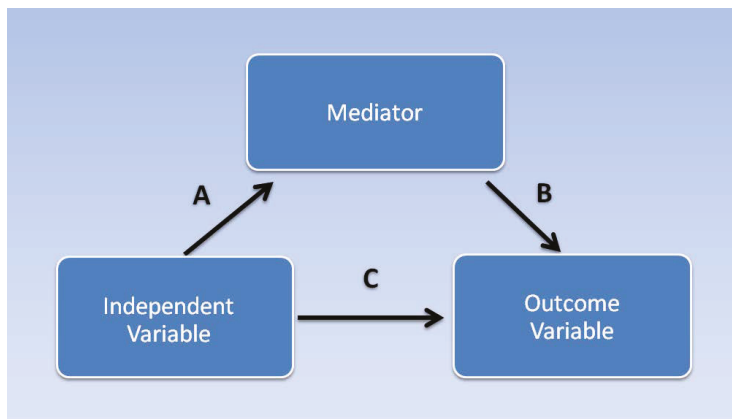 Mediator
A
B
C
Independent
Variable
Outcome
Variable